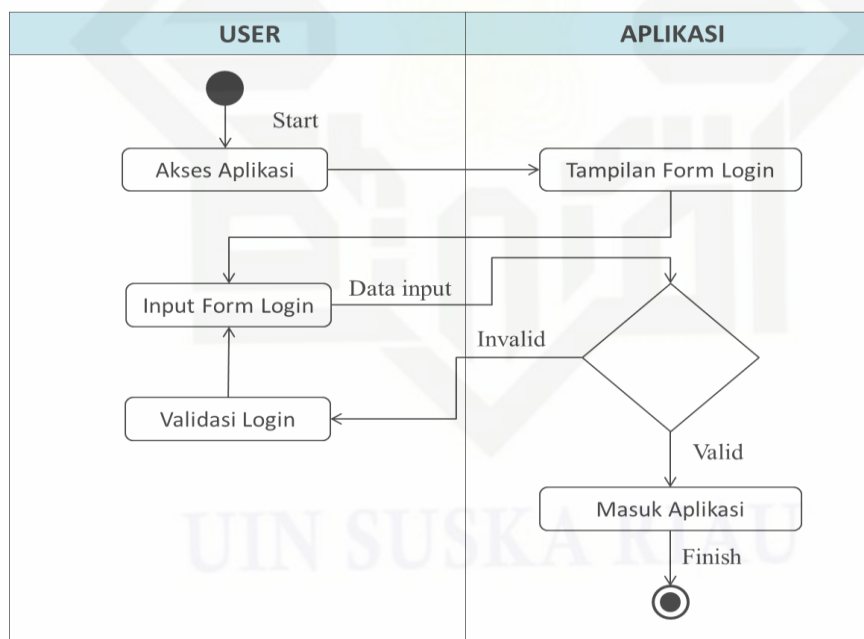 USER
APLIKASI
Start
Akses Aplikasi
Tampilan Form Login
Input Form Login
Data input
Invalid
Validasi Login
Valid
Masuk Aplikasi
Finish
UIN SUSKA RIAU